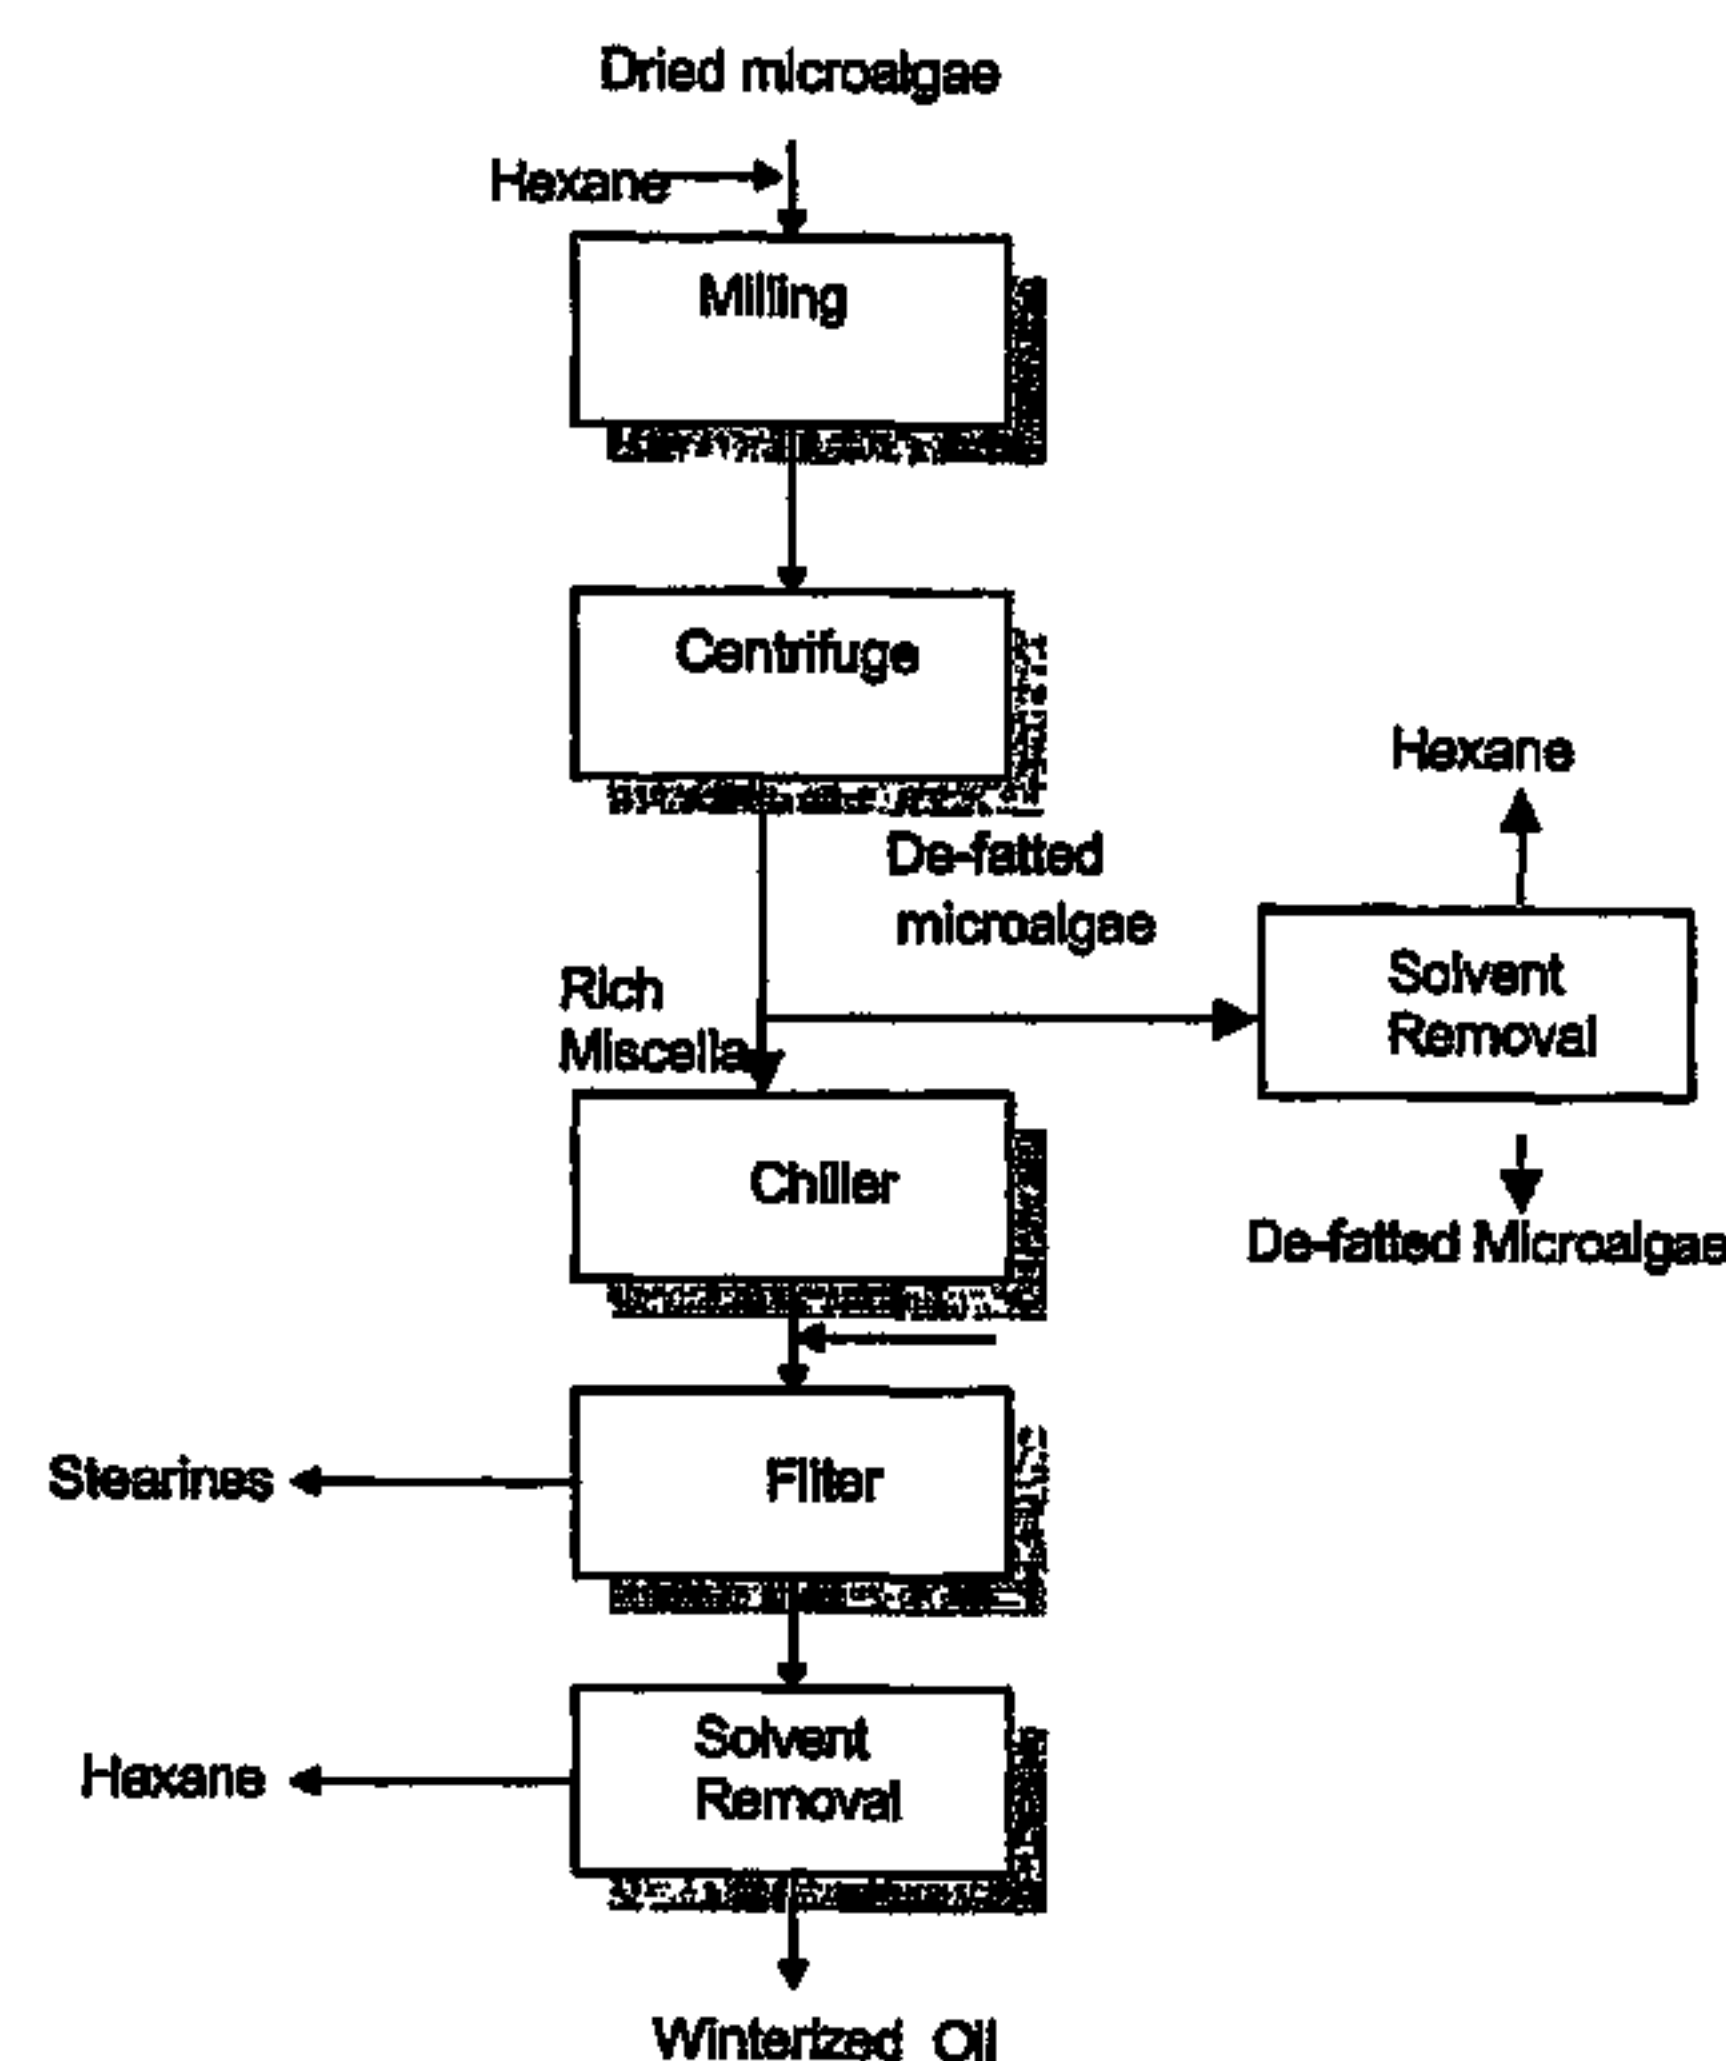 Dried microalgae
Hexane
Milling
Centrifuge
Hexane
De-fatted
microalgae
Solvent
Removal
Rich
Miscella
Chiller
De-fatted Microalgae
Filter
Stearines
Solvent
Removal
Hexane
Winterized Oil